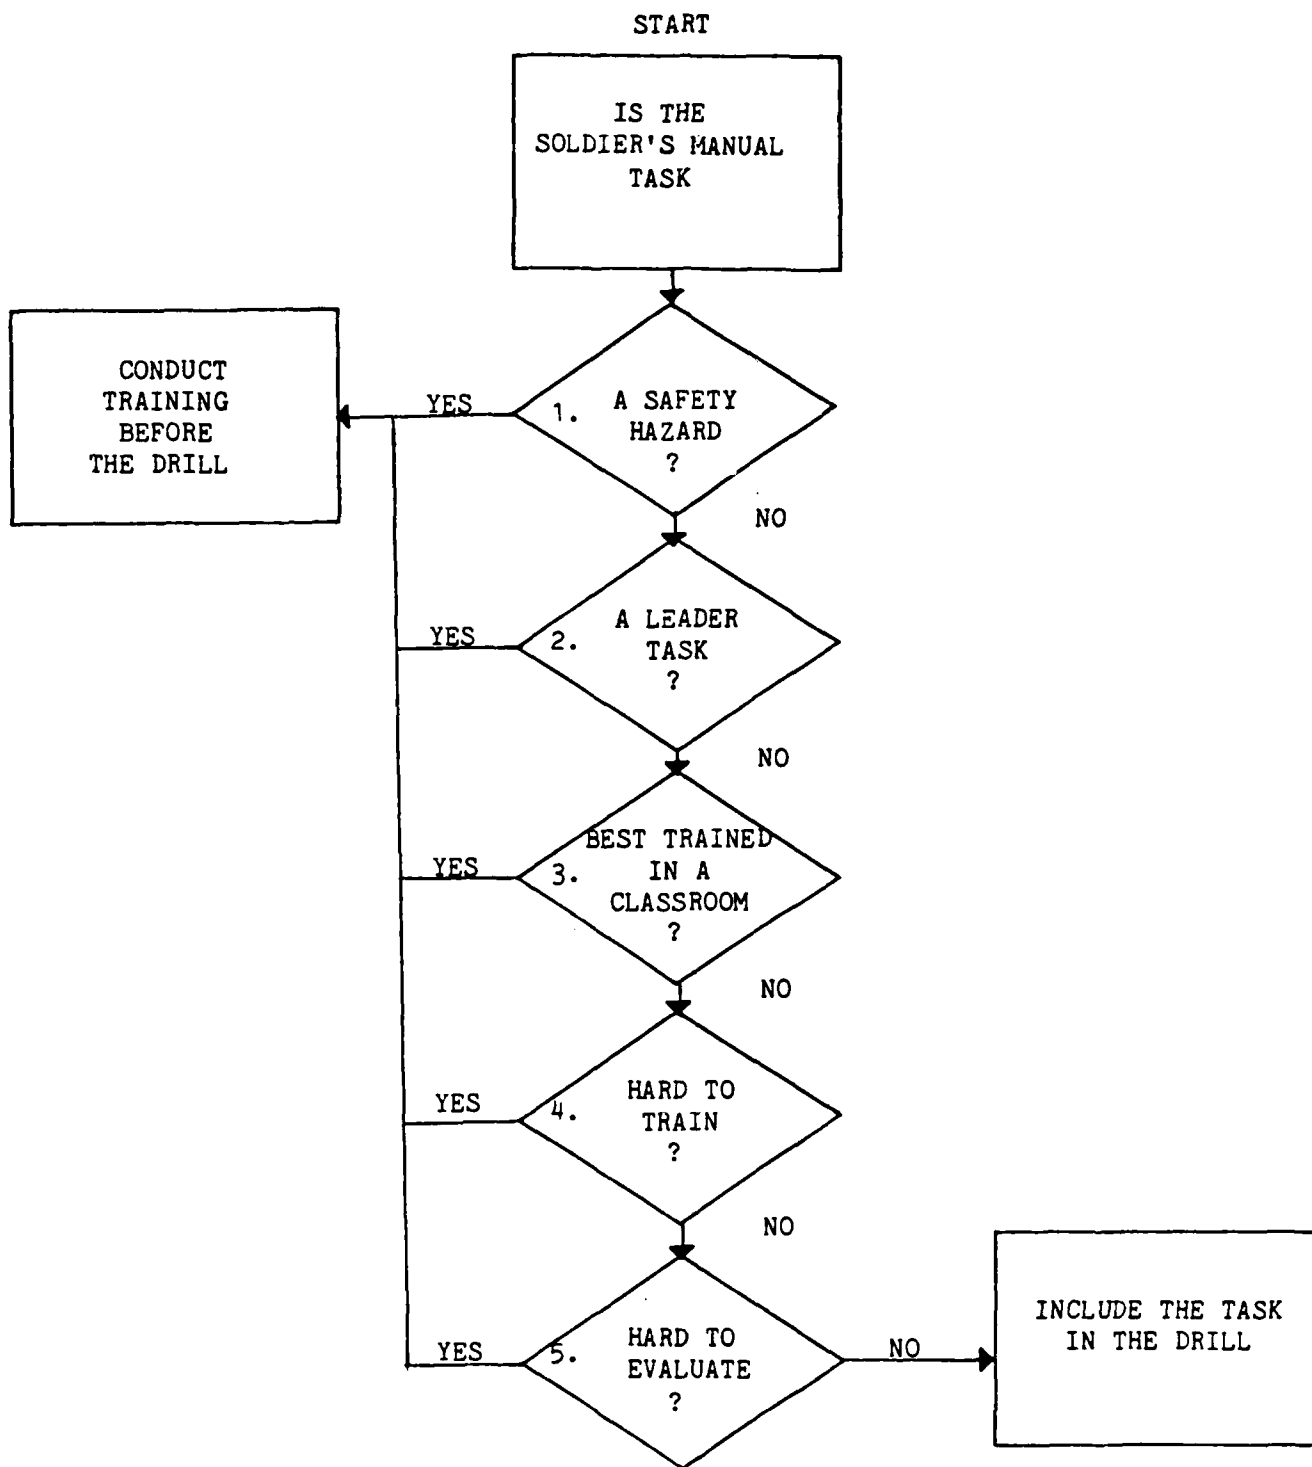 START
IS THE
SOLDIER'S MANUAL
TASK
CONDUCT
TRAINING
BEFORE
THE DRILL
YES
1.
A SAFETY
HAZARD
?
NO
YES
2.
A LEADER
TASK
?
NO
YES
3.
BEST TRAINED
IN A
CLASSROOM
?
NO
YES
4.
HARD TO
TRAIN
?
NO
YES
5.
HARD TO
EVALUATE
?
NO
INCLUDE THE TASK
IN THE DRILL